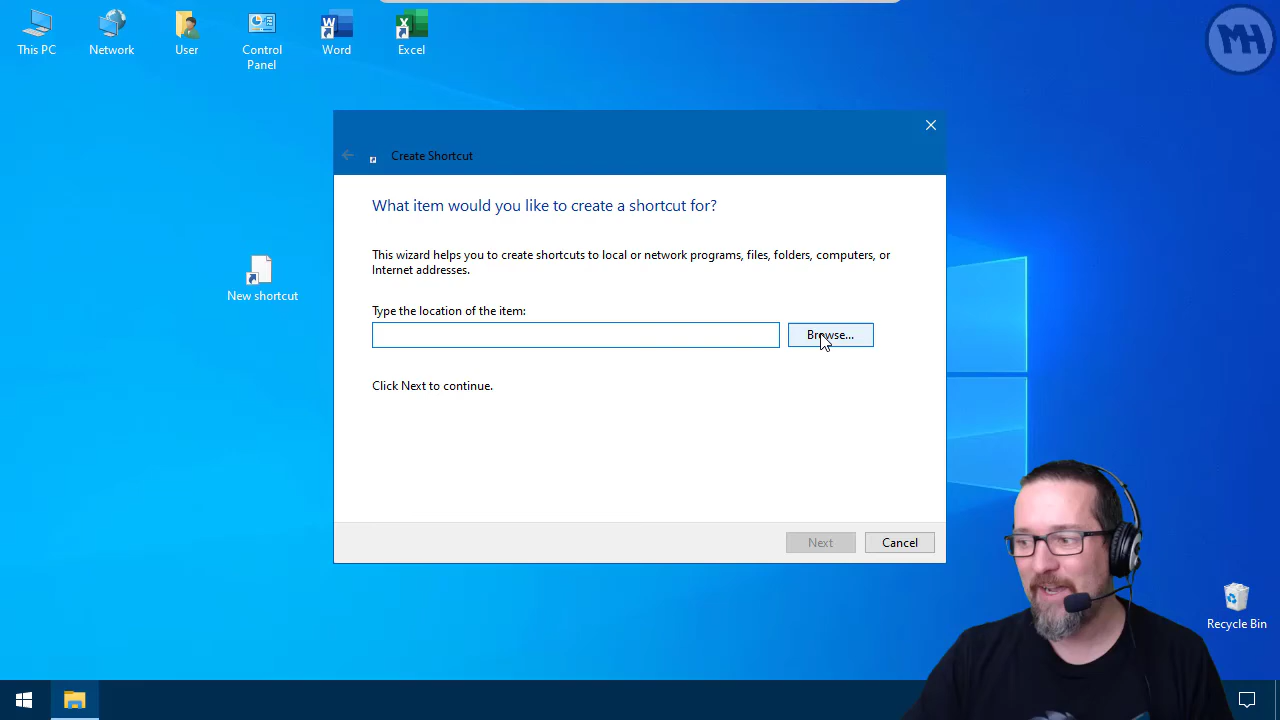 This PC
Network
User
Control
Panel
Word
Excel
MH
Create Shortcut
What item would you like to create a shortcut for?
This wizard helps you to create shortcuts to local or network programs, files, folders, computers, or
Internet addresses.
New shortcut
Type the location of the item:
Browse...
Click Next to continue.
Next
Cancel
Recycle Bin